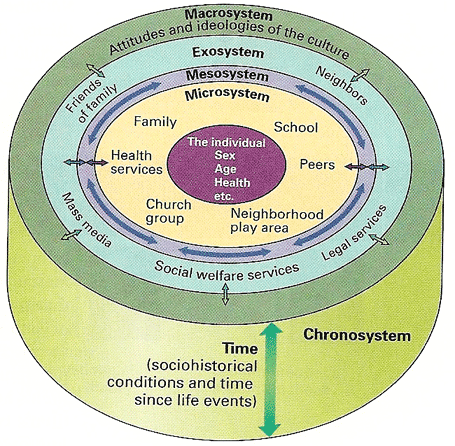 Macrosystem
Attitudes and ideologies of the culture
Exosystem
Friends
of family
Neighbors
Mesosystem
Microsystem
Family
School
The individual
Sex
Age
Health
etc.
Health
services
Peers
Church
group
Neighborhood
play area
Mass media
Social welfare services
Legal services
Chronosystem
Time
(sociohistorical
conditions and time
since life events)